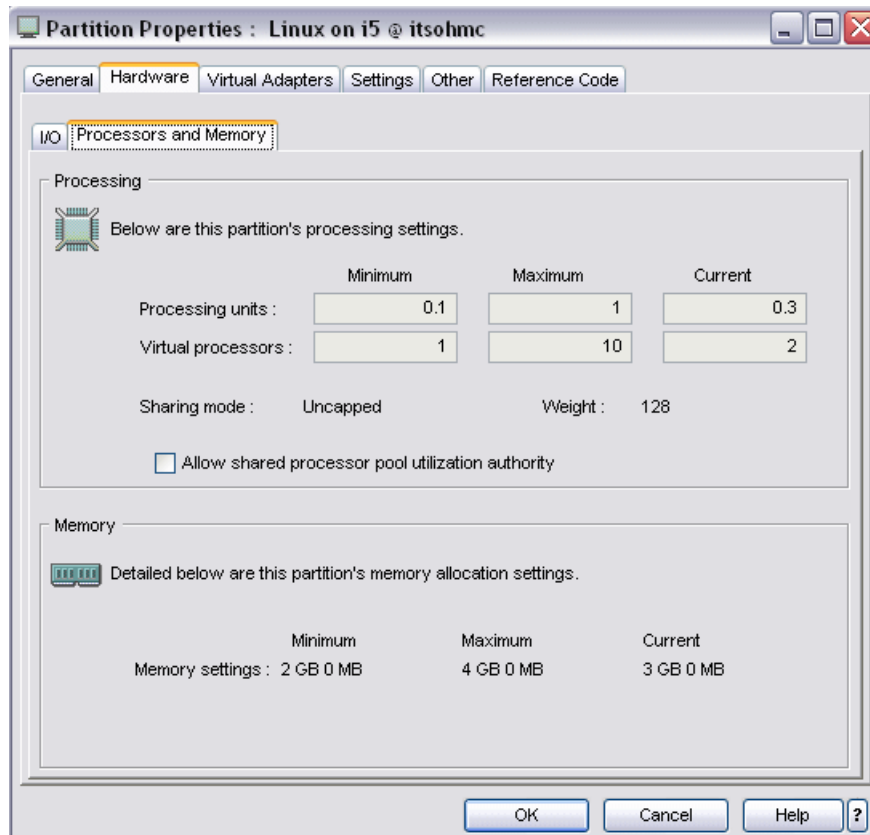 Partition Properties : Linux on i5 @ itsohmc
General Hardware Virtual Adapters Settings Other Reference Code
I/O Processors and Memory
Processing
Below are this partition's processing settings.
Minimum Maximum Current
Processing units : 0.1 1 0.3
Virtual processors : 1 10 2
Sharing mode : Uncapped Weight : 128
Allow shared processor pool utilization authority
Memory
Detailed below are this partition's memory allocation settings.
Minimum Maximum Current
Memory settings : 2 GB 0 MB 4 GB 0 MB 3 GB 0 MB
OK Cancel Help ?